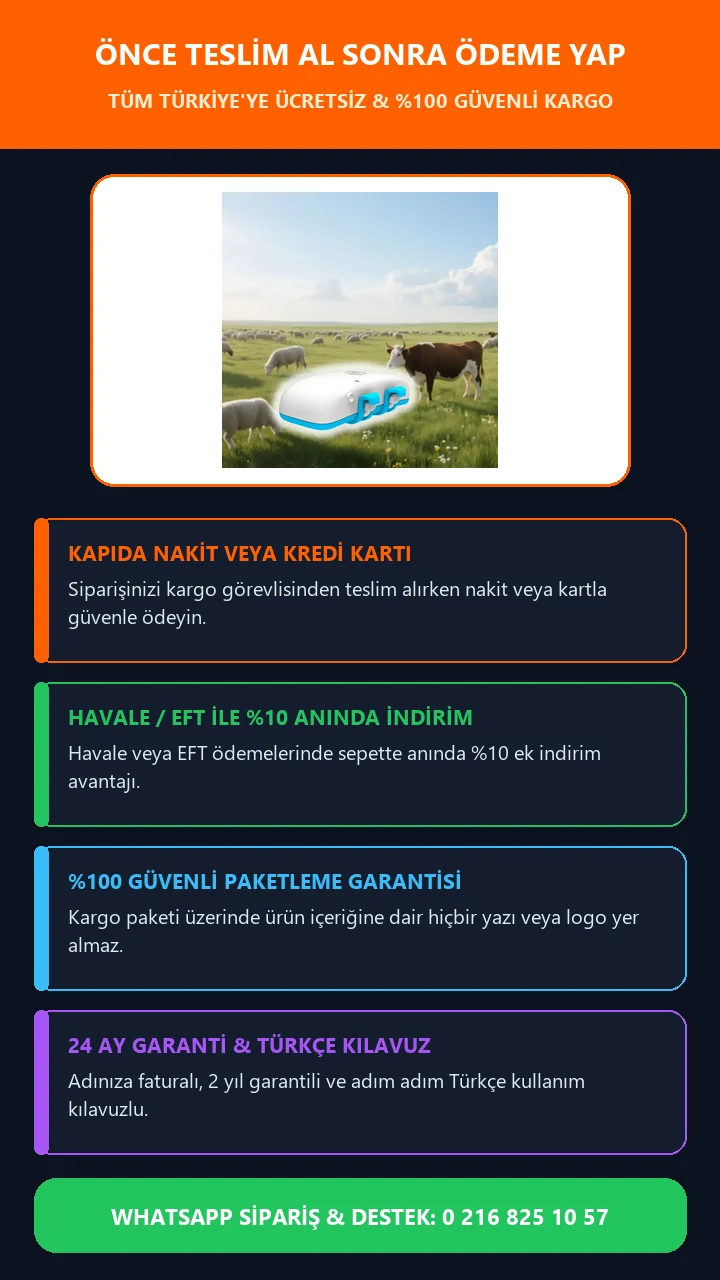 ÖNCE TESLİM AL SONRA ÖDEME YAP
TÜM TÜRKİYE'YE ÜCRETSİZ & %100 GÜVENLİ KARGO
KAPIDA NAKİT VEYA KREDİ KARTI
Siparişinizi kargo görevlisinden teslim alırken nakit veya kartla
güvenle ödeyin.
HAVALE / EFT İLE %10 ANINDA İNDİRİM
Havale veya EFT ödemelerinde sepette anında %10 ek indirim
avantajı.
%100 GÜVENLİ PAKETLEME GARANTİSİ
Kargo paketi üzerinde ürün içeriğine dair hiçbir yazı veya logo yer
almaz.
24 AY GARANTİ & TÜRKÇE KILAVUZ
Adınıza faturalı, 2 yıl garantili ve adım adım Türkçe kullanım
kılavuzlu.
WHATSAPP SİPARİŞ & DESTEK: 0 216 825 10 57